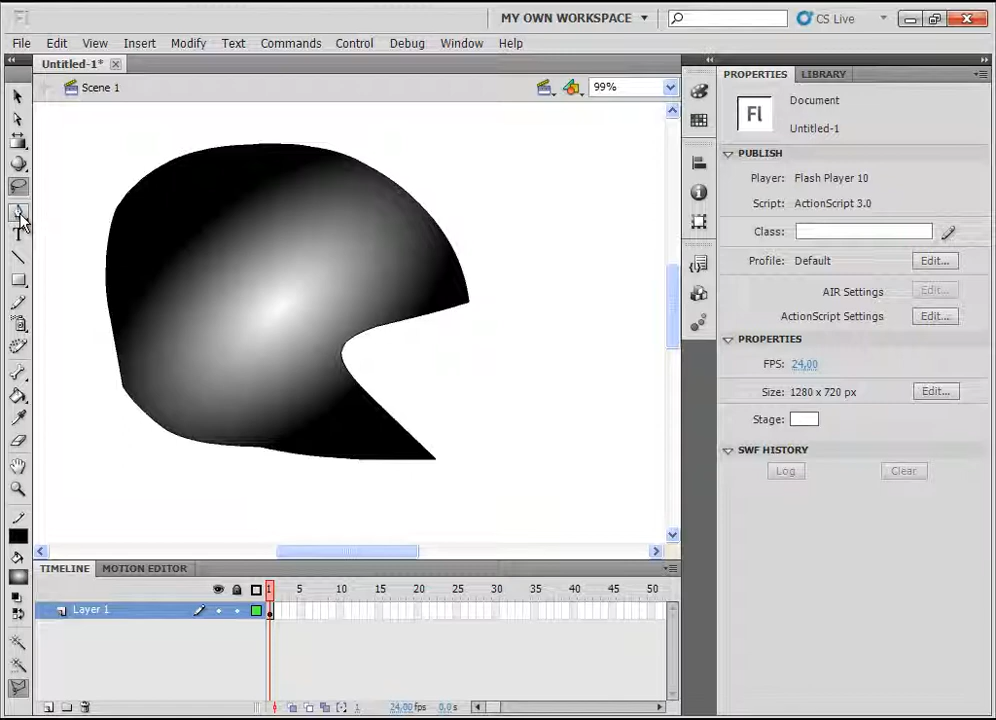 Fl MY OWN WORKSPACE CS Live
File Edit View Insert Modify Text Commands Control Debug Window Help
Untitled-1*
Scene 1 99%
PROPERTIES LIBRARY
Fl Document
Untitled-1
PUBLISH
Player: Flash Player 10
Script: ActionScript 3.0
Class:
Profile: Default Edit...
AIR Settings Edit...
ActionScript Settings Edit...
PROPERTIES
FPS: 24,00
Size: 1280 x 720 px Edit...
Stage:
SWF HISTORY
Log Clear
T
TIMELINE MOTION EDITOR
1 5 10 15 20 25 30 35 40 45 50
Layer 1
1 24,00 fps 0,0 s